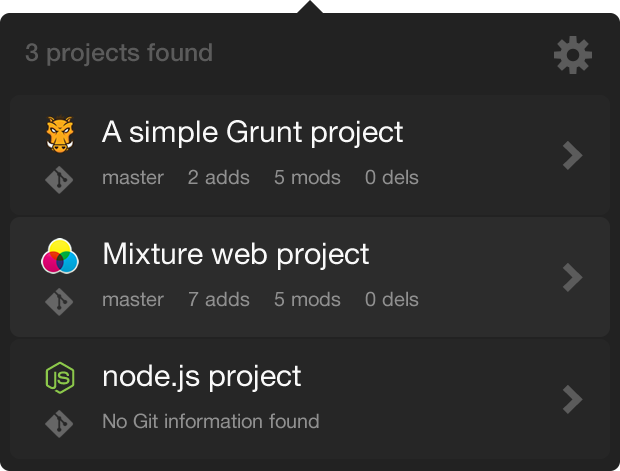 3 projects found
A simple Grunt project
master 2 adds 5 mods 0 dels
Mixture web project
master 7 adds 5 mods 0 dels
JS
node.js project
No Git information found